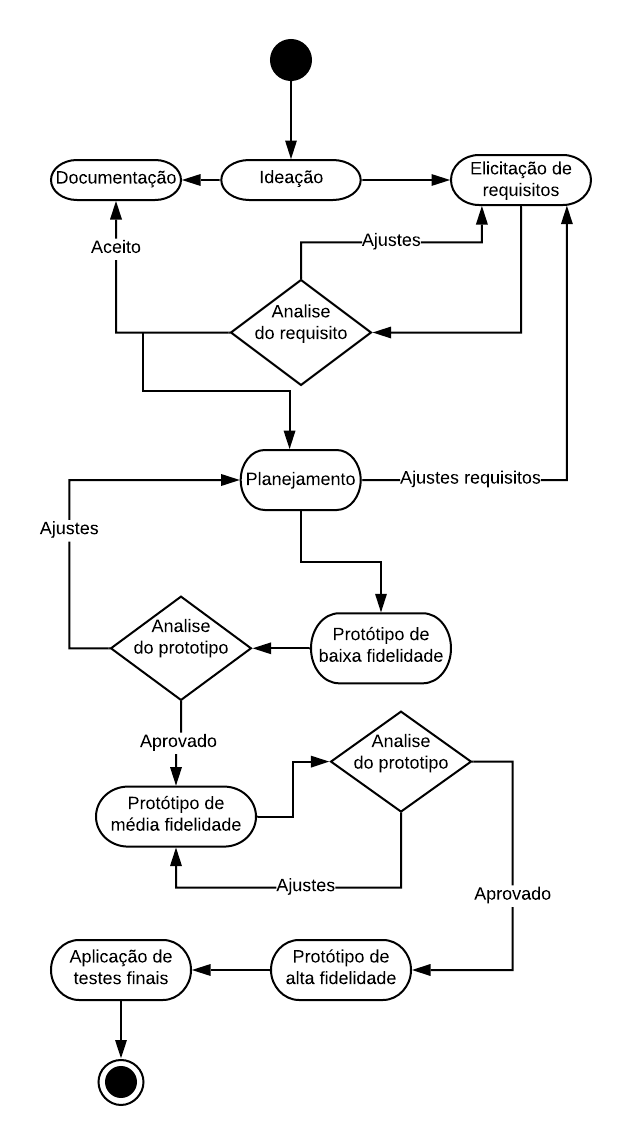 Documentação
Ideação
Elicitação de
requisitos
Aceito
Ajustes
Analise
do requisito
Planejamento
Ajustes requisitos
Ajustes
Analise
do prototipo
Protótipo de
baixa fidelidade
Aprovado
Analise
do prototipo
Protótipo de
média fidelidade
Ajustes
Aprovado
Aplicação de
testes finais
Protótipo de
alta fidelidade